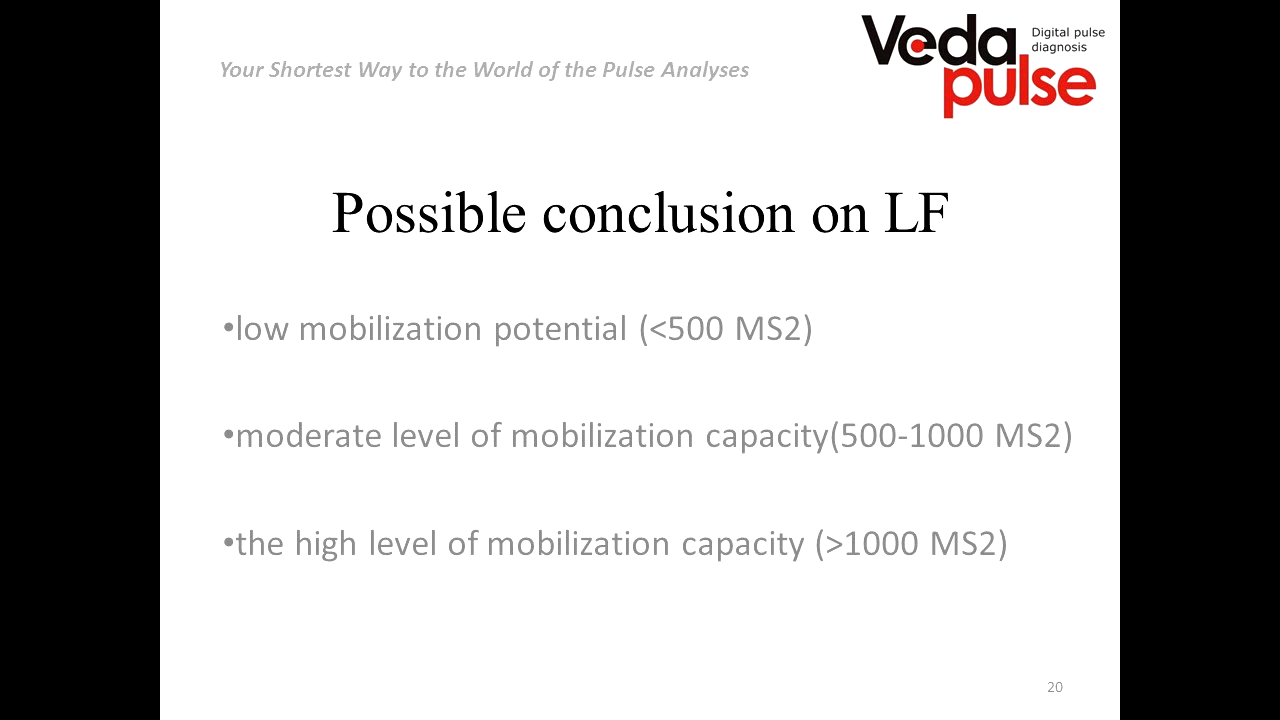 Your Shortest Way to the World of the Pulse Analyses
Veda
pulse
Digital pulse
diagnosis
Possible conclusion on LF
•low mobilization potential (<500 MS2)
•moderate level of mobilization capacity(500-1000 MS2)
•the high level of mobilization capacity (>1000 MS2)
20